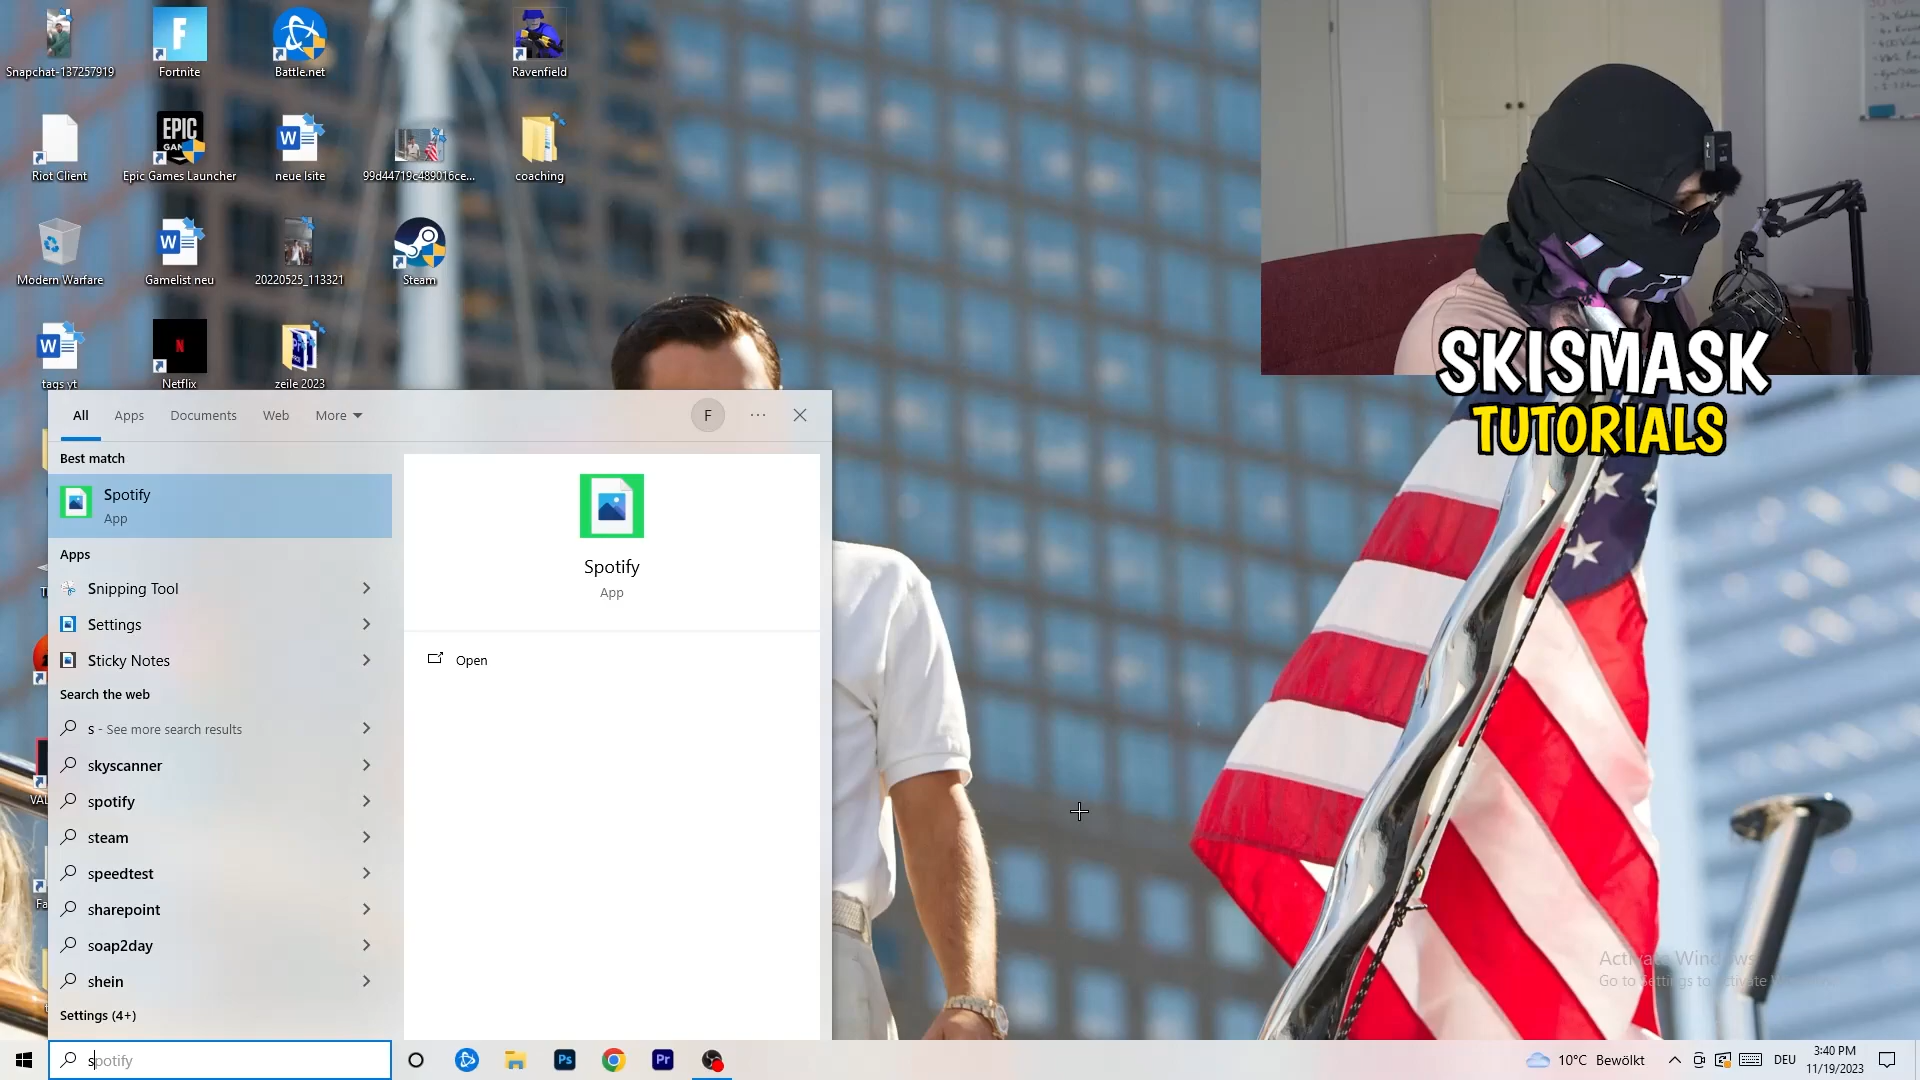 Snapchat-137257919
Fortnite
Battle.net
Ravenfield
EPIC
Riot Client
Epic Games Launcher
neue lsite
99d44719c489016ce...
coaching
Modern Warfare
Gamelist neu
20220525_113321
Steam
tags yt
Netflix
zeile 2023
SKISMASK
TUTORIALS
All
Apps
Documents
Web
More
F
Best match
Spotify
App
Apps
Snipping Tool
Settings
Sticky Notes
Search the web
s - See more search results
skyscanner
spotify
steam
speedtest
sharepoint
soap2day
shein
Settings (4+)
Spotify
App
Open
Activate Windows
Go to Settings to activate
spotify
Ps
Pr
10°C Bewölkt
DEU
3:40 PM
11/19/2023